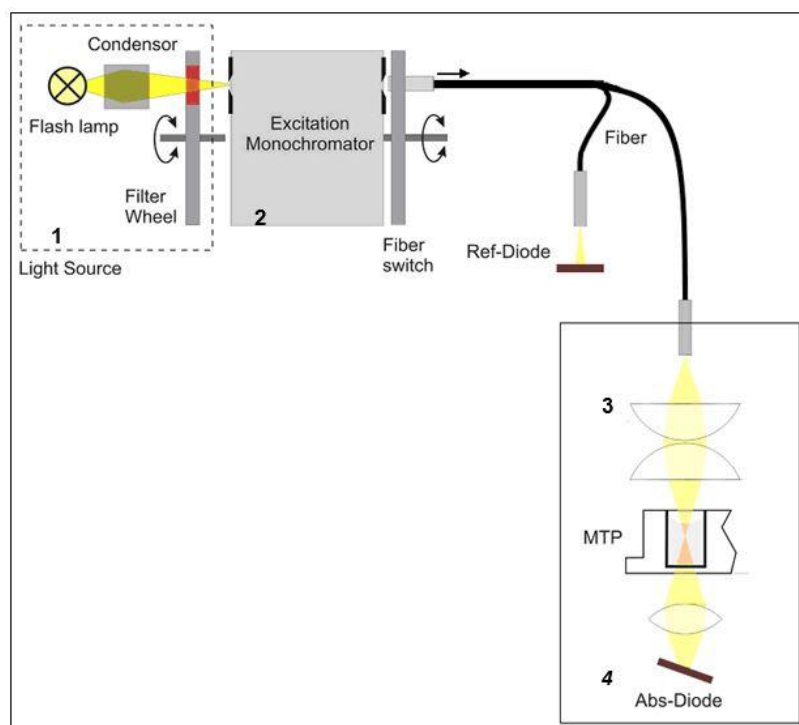 Condensor
Flash lamp
Filter
Wheel
1
Light Source
Excitation
Monochromator
2
Fiber
switch
Fiber
Ref-Diode
3
MTP
4
Abs-Diode